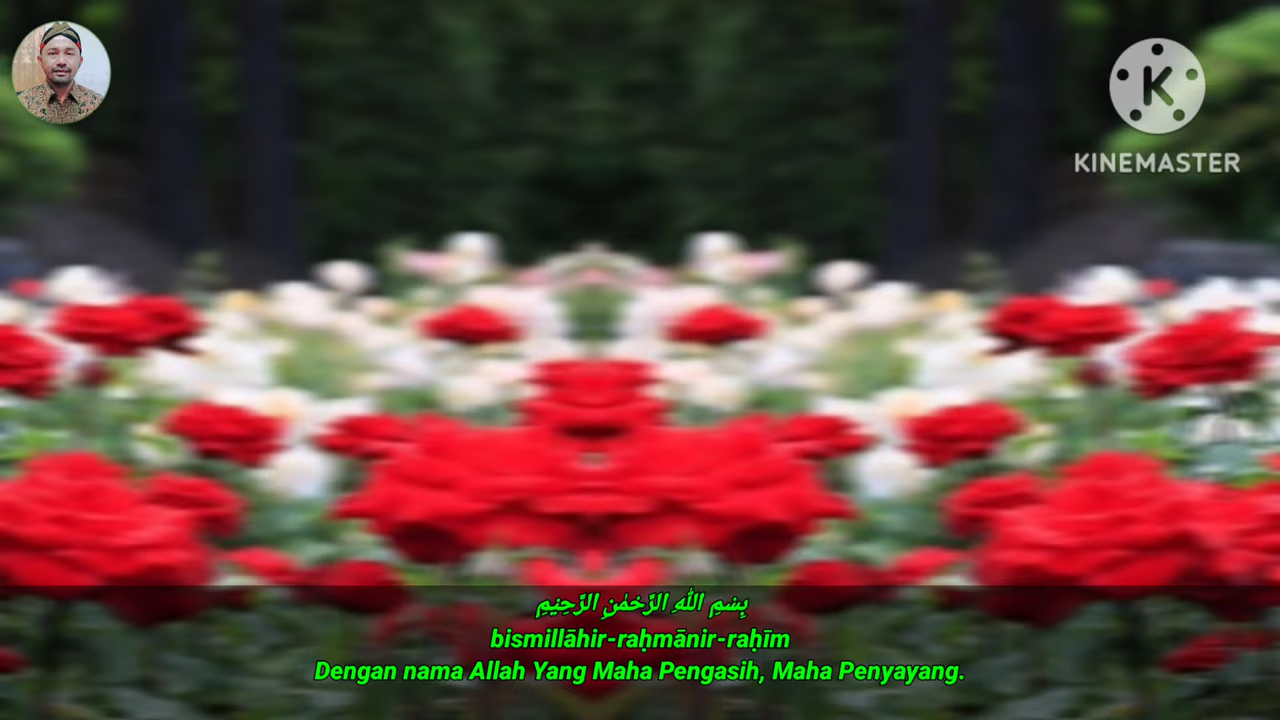 K
KINEMASTER
بِسْمِ اللّٰهِ الرَّحْمٰنِ الرَّحِيْمِ
bismillāhir-raḥmānir-raḥīm
Dengan nama Allah Yang Maha Pengasih, Maha Penyayang.